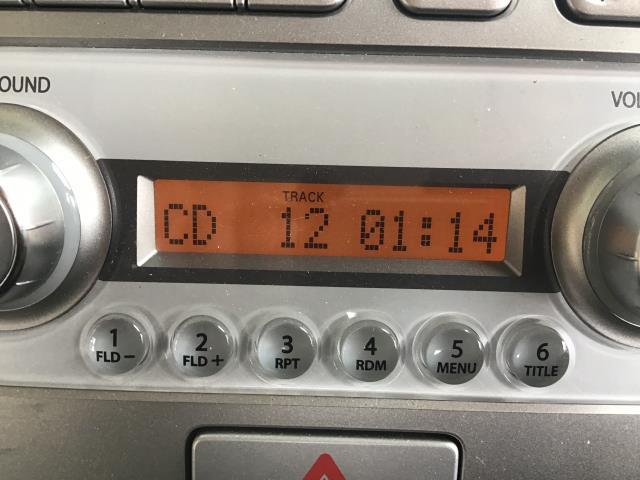 OUND
VOL
TRACK
CD 12 01:14
1 2 3 4 5 6
FLD− FLD+ RPT RDM MENU TITLE